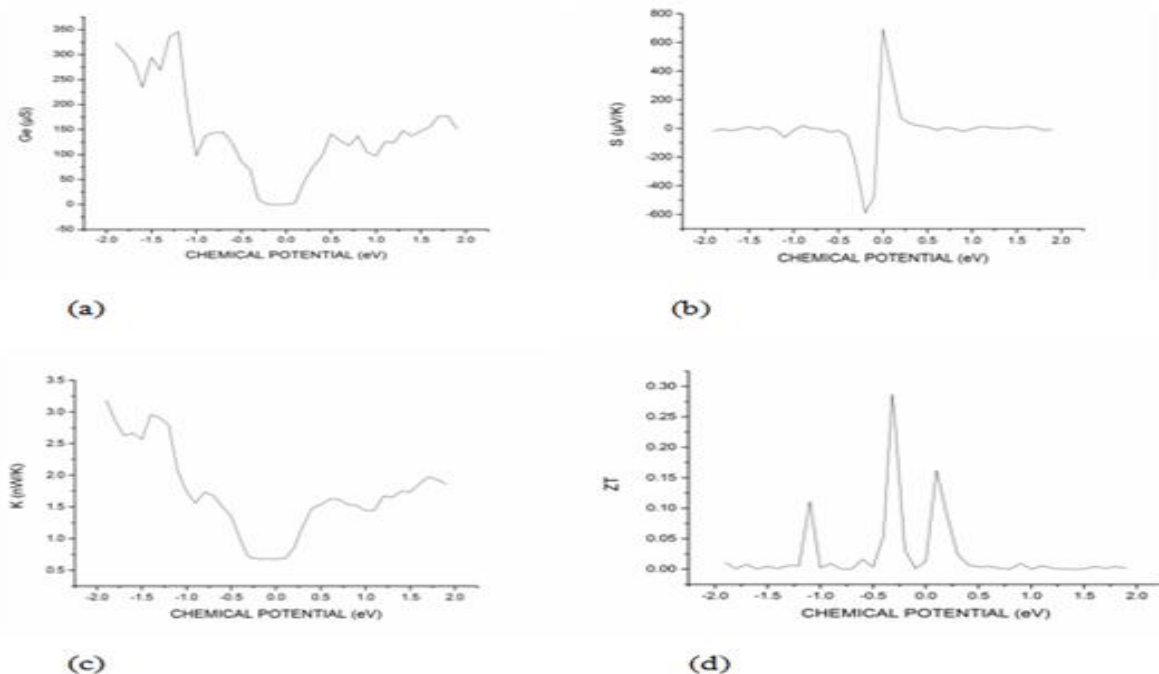 350
300
250
200
150
100
50
0
-50
Ge (µS)
-2.0 -1.5 -1.0 -0.5 0.0 0.5 1.0 1.5 2.0
CHEMICAL POTENTIAL (eV)
(a)
800
600
400
200
0
-200
-400
-600
S (µV/K)
-2.0 -1.5 -1.0 -0.5 0.0 0.5 1.0 1.5 2.0
CHEMICAL POTENTIAL (eV)
(b)
3.5
3.0
2.5
2.0
1.5
1.0
0.5
K (nW/K)
-2.0 -1.5 -1.0 -0.5 0.0 0.5 1.0 1.5 2.0
CHEMICAL POTENTIAL (eV)
(c)
0.30
0.25
0.20
0.15
0.10
0.05
0.00
ZT
-2.0 -1.5 -1.0 -0.5 0.0 0.5 1.0 1.5 2.0
CHEMICAL POTENTIAL (eV)
(d)